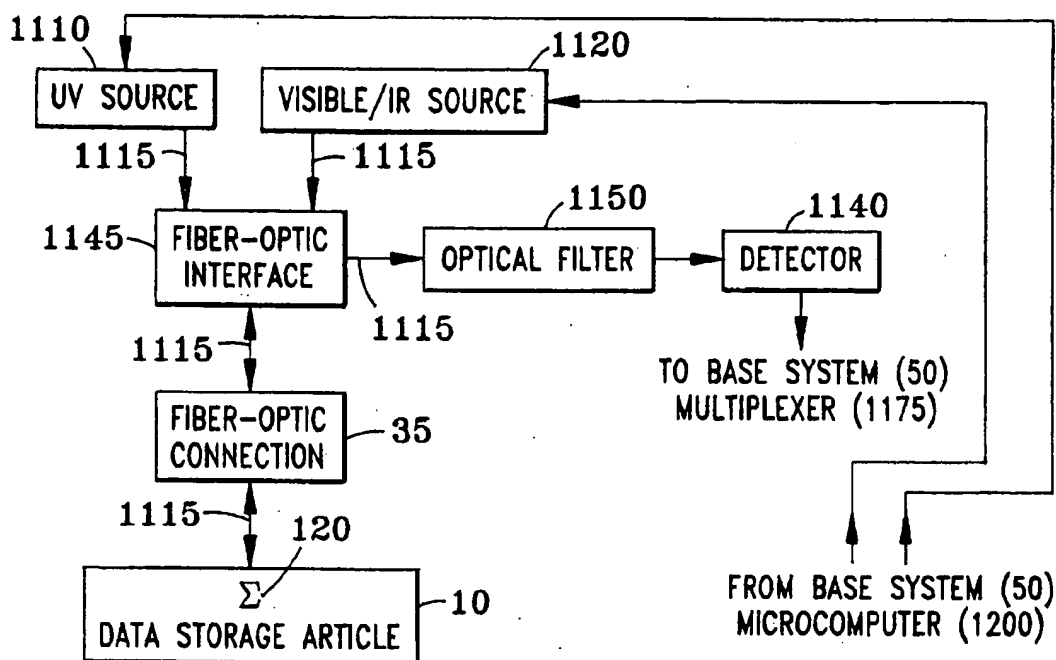 1110
1120
UV SOURCE
VISIBLE/IR SOURCE
1115
1115
1150
1140
1145
FIBER-OPTIC
INTERFACE
OPTICAL FILTER
DETECTOR
1115
1115
TO BASE SYSTEM (50)
MULTIPLEXER (1175)
FIBER-OPTIC
CONNECTION
35
1115
120
Σ
DATA STORAGE ARTICLE
10
FROM BASE SYSTEM (50)
MICROCOMPUTER (1200)